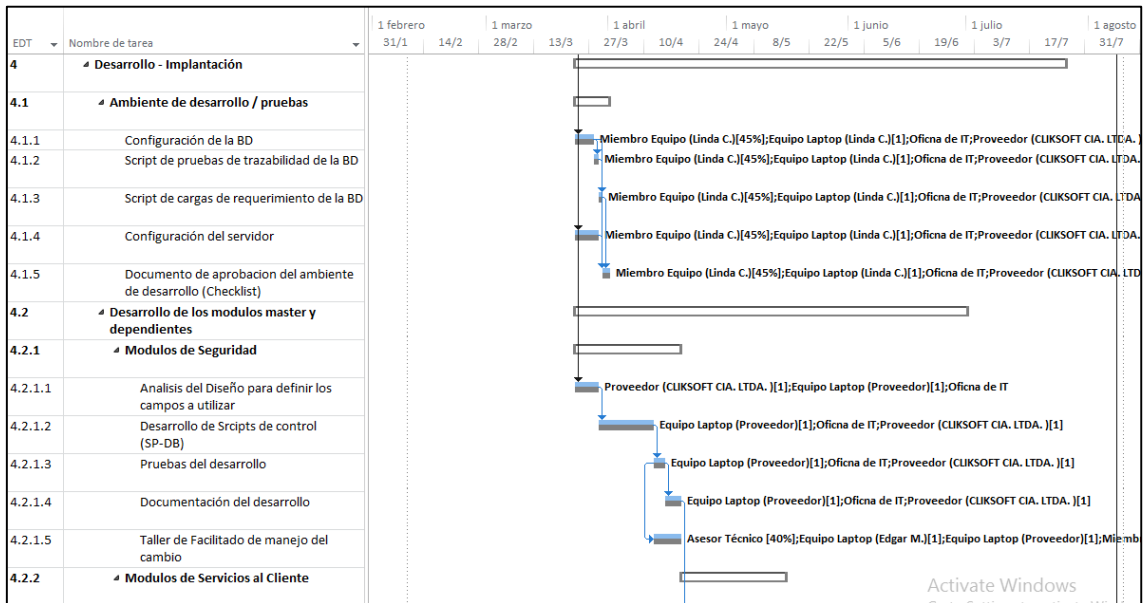 1 febrero 1 marzo 1 abril 1 mayo 1 junio 1 julio 1 agosto
EDT Nombre de tarea 31/1 14/2 28/2 13/3 27/3 10/4 24/4 8/5 22/5 5/6 19/6 3/7 17/7 31/7
4 Desarrollo - Implantación
4.1 Ambiente de desarrollo / pruebas
4.1.1 Configuración de la BD Miembro Equipo (Linda C.)[45%];Equipo Laptop (Linda C.)[1];Oficna de IT;Proveedor (CLIKSOFT CIA. LTDA. )
4.1.2 Script de pruebas de trazabilidad de la BD Miembro Equipo (Linda C.)[45%];Equipo Laptop (Linda C.)[1];Oficna de IT;Proveedor (CLIKSOFT CIA. LTDA.
4.1.3 Script de cargas de requerimiento de la BD Miembro Equipo (Linda C.)[45%];Equipo Laptop (Linda C.)[1];Oficna de IT;Proveedor (CLIKSOFT CIA. LTDA
4.1.4 Configuración del servidor Miembro Equipo (Linda C.)[45%];Equipo Laptop (Linda C.)[1];Oficna de IT;Proveedor (CLIKSOFT CIA. LTDA.
4.1.5 Documento de aprobacion del ambiente Miembro Equipo (Linda C.)[45%];Equipo Laptop (Linda C.)[1];Oficna de IT;Proveedor (CLIKSOFT CIA. LTD
de desarrollo (Checklist)
4.2 Desarrollo de los modulos master y
dependientes
4.2.1 Modulos de Seguridad
4.2.1.1 Analisis del Diseño para definir los Proveedor (CLIKSOFT CIA. LTDA. )[1];Equipo Laptop (Proveedor)[1];Oficna de IT
campos a utilizar
4.2.1.2 Desarrollo de Srcipts de control Equipo Laptop (Proveedor)[1];Oficna de IT;Proveedor (CLIKSOFT CIA. LTDA. )[1]
(SP-DB)
4.2.1.3 Pruebas del desarrollo Equipo Laptop (Proveedor)[1];Oficna de IT;Proveedor (CLIKSOFT CIA. LTDA. )[1]
4.2.1.4 Documentación del desarrollo Equipo Laptop (Proveedor)[1];Oficna de IT;Proveedor (CLIKSOFT CIA. LTDA. )[1]
4.2.1.5 Taller de Facilitado de manejo del Asesor Técnico [40%];Equipo Laptop (Edgar M.)[1];Equipo Laptop (Proveedor)[1];Miemb
cambio
4.2.2 Modulos de Servicios al Cliente
Activate Windows